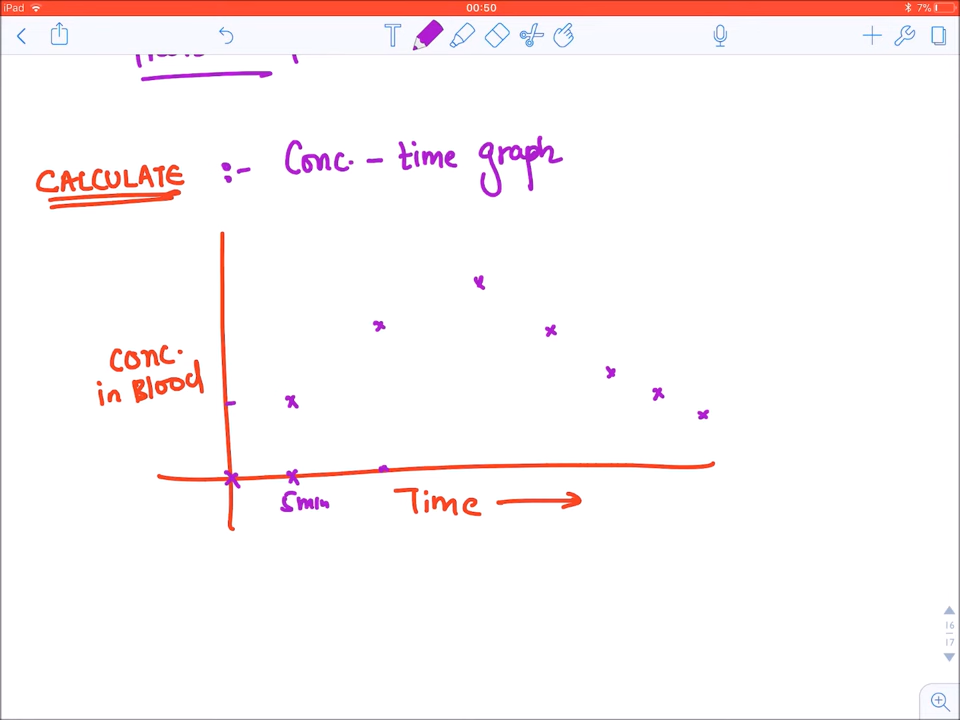 iPad 00:50 7%
T
CALCULATE :- Conc. - time graph
conc.
in Blood
5min
Time
16
17